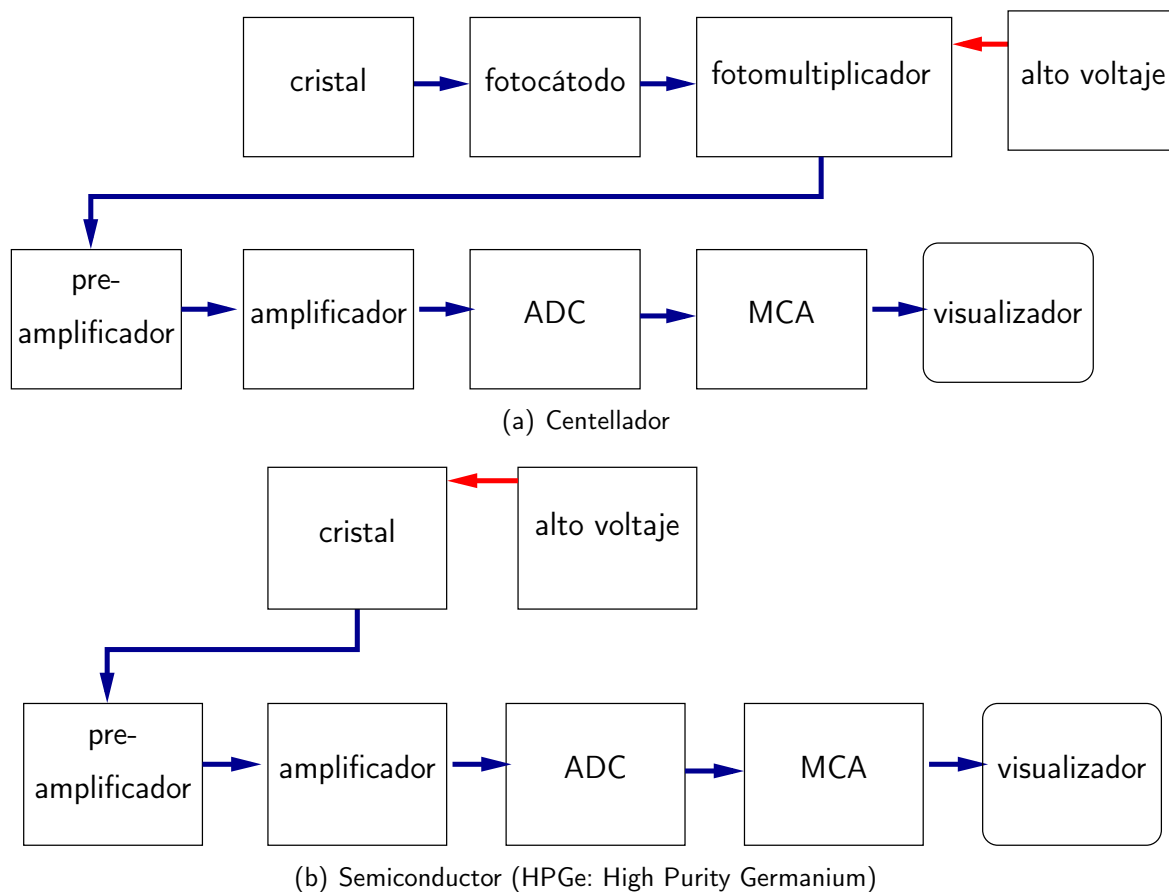 cristal
fotocátodo
fotomultiplicador
alto voltaje
pre-
amplificador
amplificador
ADC
MCA
visualizador
(a) Centellador
cristal
alto voltaje
pre-
amplificador
amplificador
ADC
MCA
visualizador
(b) Semiconductor (HPGe: High Purity Germanium)